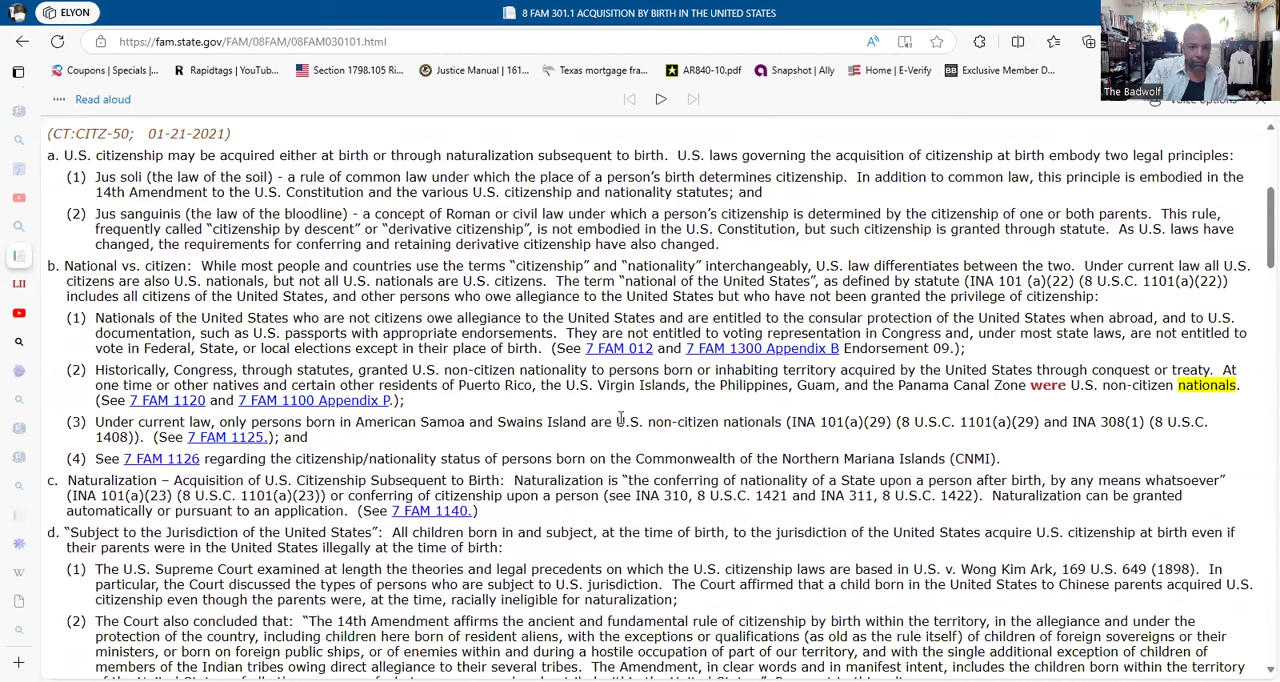 ELYON
8 FAM 301.1 ACQUISITION BY BIRTH IN THE UNITED STATES
https://fam.state.gov/FAM/08FAM/08FAM030101.html
Coupons | Specials |...
Rapidtags | YouTub...
Section 1798.105 Ri...
Justice Manual | 161...
Texas mortgage fra...
AR840-10.pdf
Snapshot | Ally
Home | E-Verify
BB Exclusive Member D...
The Badwolf
Read aloud
(CT:CITZ-50; 01-21-2021)
a. U.S. citizenship may be acquired either at birth or through naturalization subsequent to birth. U.S. laws governing the acquisition of citizenship at birth embody two legal principles:
(1) Jus soli (the law of the soil) - a rule of common law under which the place of a person's birth determines citizenship. In addition to common law, this principle is embodied in the
14th Amendment to the U.S. Constitution and the various U.S. citizenship and nationality statutes; and
(2) Jus sanguinis (the law of the bloodline) - a concept of Roman or civil law under which a person's citizenship is determined by the citizenship of one or both parents. This rule,
frequently called "citizenship by descent" or "derivative citizenship", is not embodied in the U.S. Constitution, but such citizenship is granted through statute. As U.S. laws have
changed, the requirements for conferring and retaining derivative citizenship have also changed.
b. National vs. citizen: While most people and countries use the terms "citizenship" and "nationality" interchangeably, U.S. law differentiates between the two. Under current law all U.S.
citizens are also U.S. nationals, but not all U.S. nationals are U.S. citizens. The term "national of the United States", as defined by statute (INA 101 (a)(22) (8 U.S.C. 1101(a)(22))
includes all citizens of the United States, and other persons who owe allegiance to the United States but who have not been granted the privilege of citizenship:
(1) Nationals of the United States who are not citizens owe allegiance to the United States and are entitled to the consular protection of the United States when abroad, and to U.S.
documentation, such as U.S. passports with appropriate endorsements. They are not entitled to voting representation in Congress and, under most state laws, are not entitled to
vote in Federal, State, or local elections except in their place of birth. (See 7 FAM 012 and 7 FAM 1300 Appendix B Endorsement 09.);
(2) Historically, Congress, through statutes, granted U.S. non-citizen nationality to persons born or inhabiting territory acquired by the United States through conquest or treaty. At
one time or other natives and certain other residents of Puerto Rico, the U.S. Virgin Islands, the Philippines, Guam, and the Panama Canal Zone were U.S. non-citizen nationals.
(See 7 FAM 1120 and 7 FAM 1100 Appendix P.);
(3) Under current law, only persons born in American Samoa and Swains Island are U.S. non-citizen nationals (INA 101(a)(29) (8 U.S.C. 1101(a)(29) and INA 308(1) (8 U.S.C.
1408)). (See 7 FAM 1125.); and
(4) See 7 FAM 1126 regarding the citizenship/nationality status of persons born on the Commonwealth of the Northern Mariana Islands (CNMI).
c. Naturalization – Acquisition of U.S. Citizenship Subsequent to Birth: Naturalization is "the conferring of nationality of a State upon a person after birth, by any means whatsoever"
(INA 101(a)(23) (8 U.S.C. 1101(a)(23)) or conferring of citizenship upon a person (see INA 310, 8 U.S.C. 1421 and INA 311, 8 U.S.C. 1422). Naturalization can be granted
automatically or pursuant to an application. (See 7 FAM 1140.)
d. "Subject to the Jurisdiction of the United States": All children born in and subject, at the time of birth, to the jurisdiction of the United States acquire U.S. citizenship at birth even if
their parents were in the United States illegally at the time of birth:
(1) The U.S. Supreme Court examined at length the theories and legal precedents on which the U.S. citizenship laws are based in U.S. v. Wong Kim Ark, 169 U.S. 649 (1898). In
particular, the Court discussed the types of persons who are subject to U.S. jurisdiction. The Court affirmed that a child born in the United States to Chinese parents acquired U.S.
citizenship even though the parents were, at the time, racially ineligible for naturalization;
(2) The Court also concluded that: "The 14th Amendment affirms the ancient and fundamental rule of citizenship by birth within the territory, in the allegiance and under the
protection of the country, including children here born of resident aliens, with the exceptions or qualifications (as old as the rule itself) of children of foreign sovereigns or their
ministers, or born on foreign public ships, or of enemies within and during a hostile occupation of part of our territory, and with the single additional exception of children of
members of the Indian tribes owing direct allegiance to their several tribes. The Amendment, in clear words and in manifest intent, includes the children born within the territory